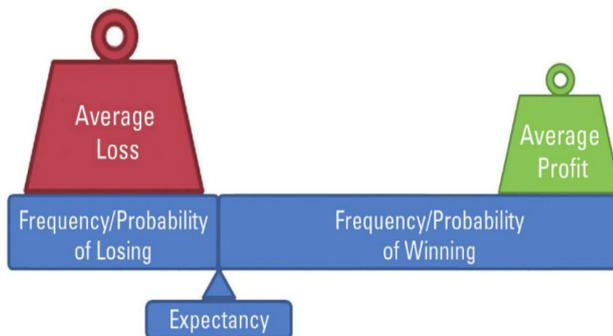 Average
Loss
Average
Profit
Frequency/Probability
of Losing
Frequency/Probability
of Winning
Expectancy